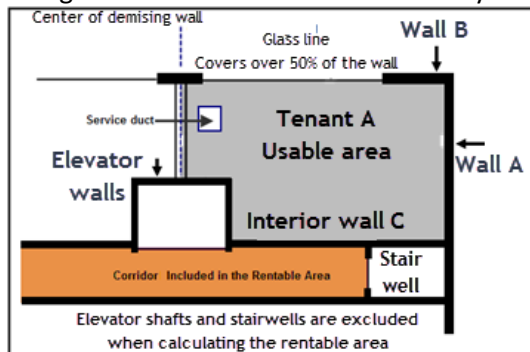 Center of demising wall
Glass line
Wall B
Covers over 50% of the wall
Service duct
Tenant A
Usable area
Elevator
walls
Wall A
Interior wall C
Corridor Included in the Rentable Area
Stair
well
Elevator shafts and stairwells are excluded
when calculating the rentable area